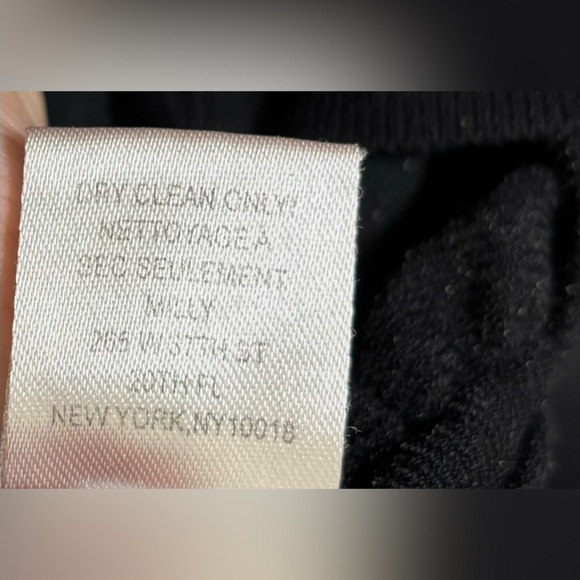 DRY CLEAN ONLY/
NETTOYAGE A
SEC SEULEMENT
MILLY
265 W 37TH ST
20TH FL
NEW YORK,NY10018